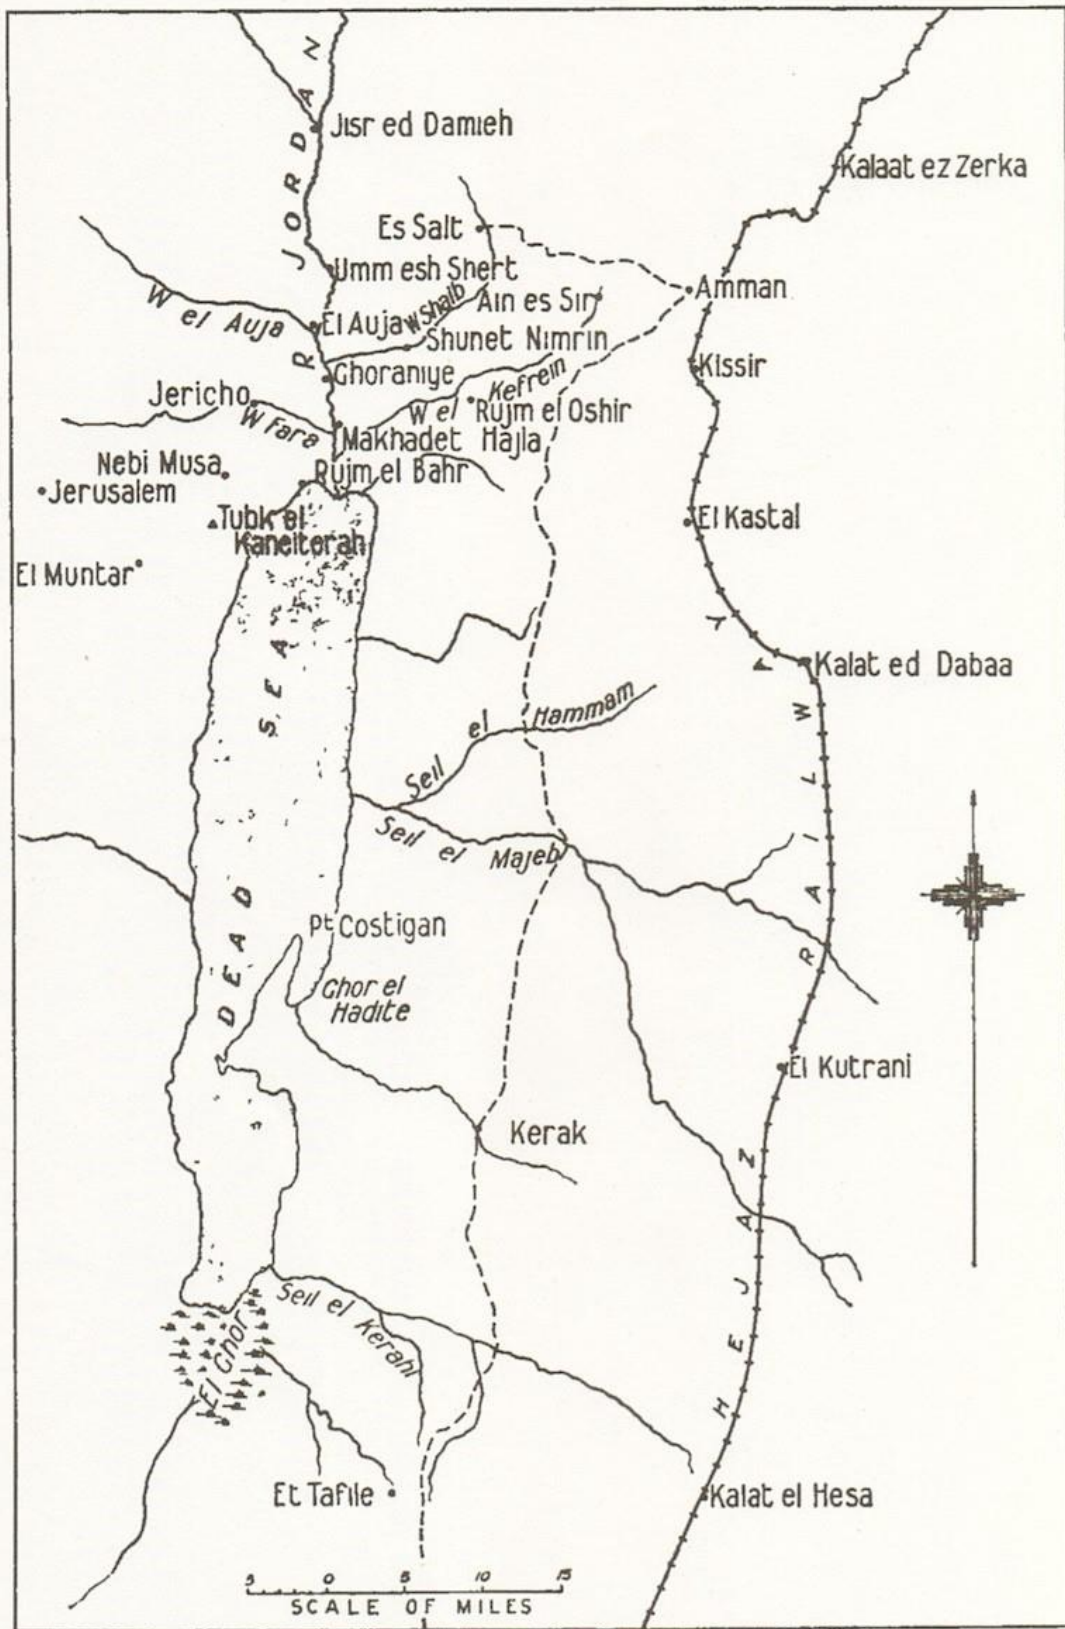 R JORDAN
Jisr ed Damieh
Kalaat ez Zerka
Es Salt
Umm esh Shert
Amman
W el Auja
El Auja
W Shaib
Ain es Sir
Shunet Nimrin
Kissir
Ghoraniye
Jericho
W Fara
W el Kefrein
Rujm el Oshir
Makhadet Hajla
Nebi Musa
Rujm el Bahr
Jerusalem
Tubk el
Kaneiterah
El Kastal
El Muntar
DEAD SEA
Kalat ed Dabaa
Seil el Hammam
Seil el Majeb
HEJAZ RAILWAY
Pt Costigan
Ghor el
Hadite
El Kutrani
Kerak
Seil el Kerahi
El Ghor
Et Tafile
Kalat el Hesa
5 0 5 10 15
SCALE OF MILES